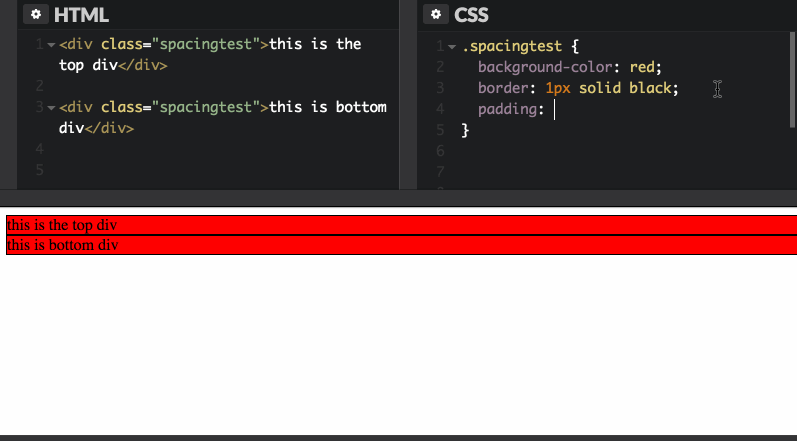 HTML
1 <div class="spacingtest">this is the
top div</div>
2
3 <div class="spacingtest">this is bottom
div</div>
4
5
CSS
1 .spacingtest {
2 background-color: red;
3 border: 1px solid black;
4 padding:
5 }
6
7
this is the top div
this is bottom div